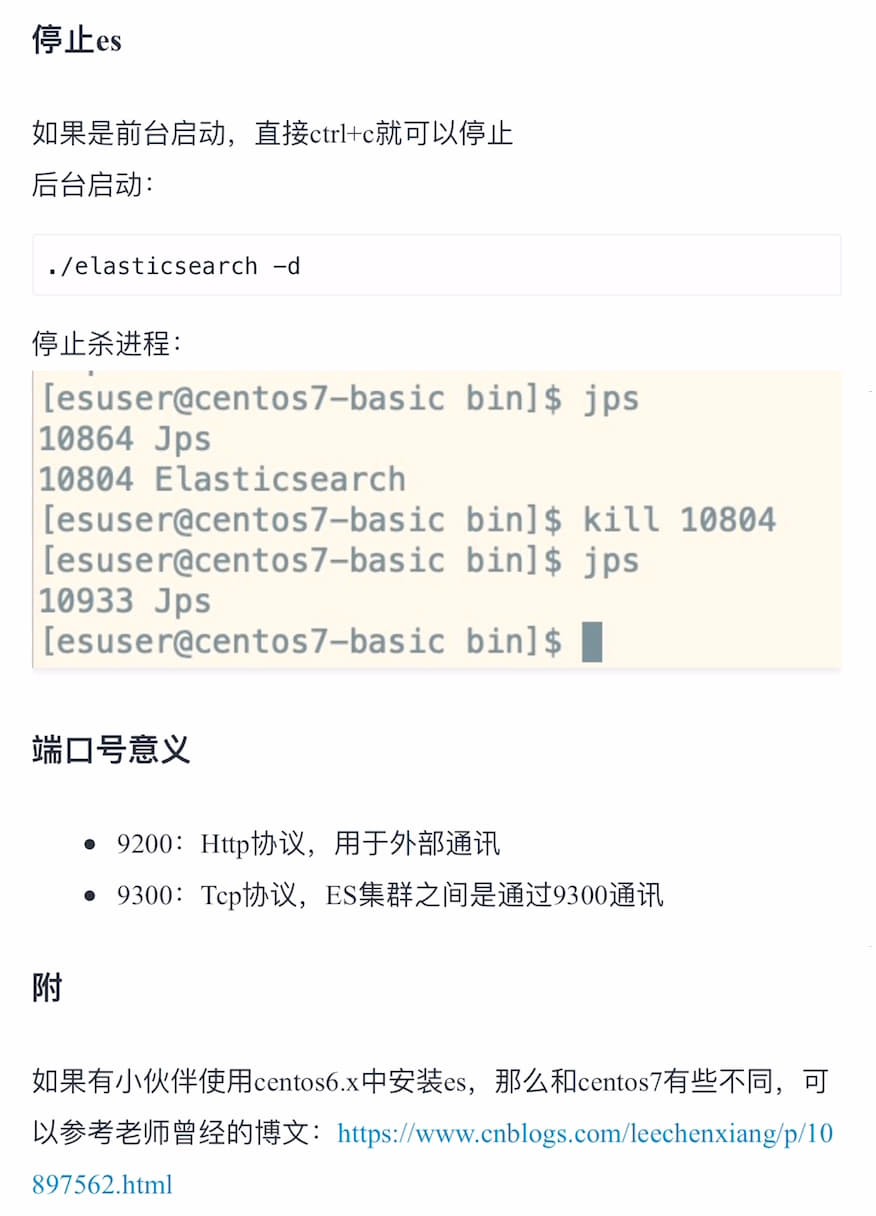 停止es
如果是前台启动，直接ctrl+c就可以停止
后台启动：
./elasticsearch -d
停止杀进程：
[esuser@centos7-basic bin]$ jps
10864 Jps
10804 Elasticsearch
[esuser@centos7-basic bin]$ kill 10804
[esuser@centos7-basic bin]$ jps
10933 Jps
[esuser@centos7-basic bin]$
端口号意义
• 9200：Http协议，用于外部通讯
• 9300：Tcp协议，ES集群之间是通过9300通讯
附
如果有小伙伴使用centos6.x中安装es，那么和centos7有些不同，可
以参考老师曾经的博文：https://www.cnblogs.com/leechenxiang/p/10
897562.html